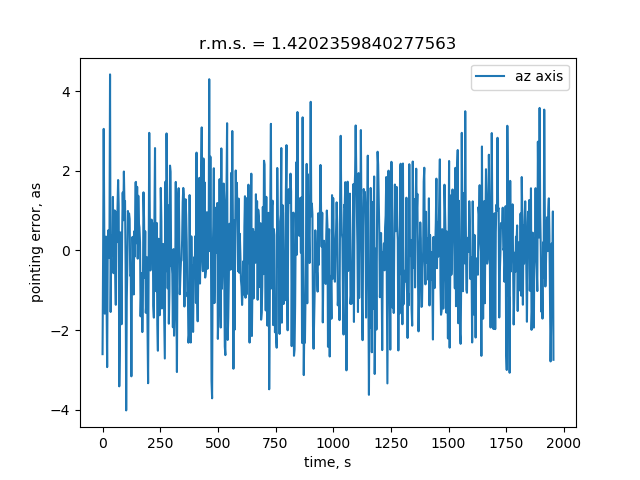 r.m.s. = 1.4202359840277563
az axis
pointing error, as
4
2
0
−2
−4
0 250 500 750 1000 1250 1500 1750 2000
time, s